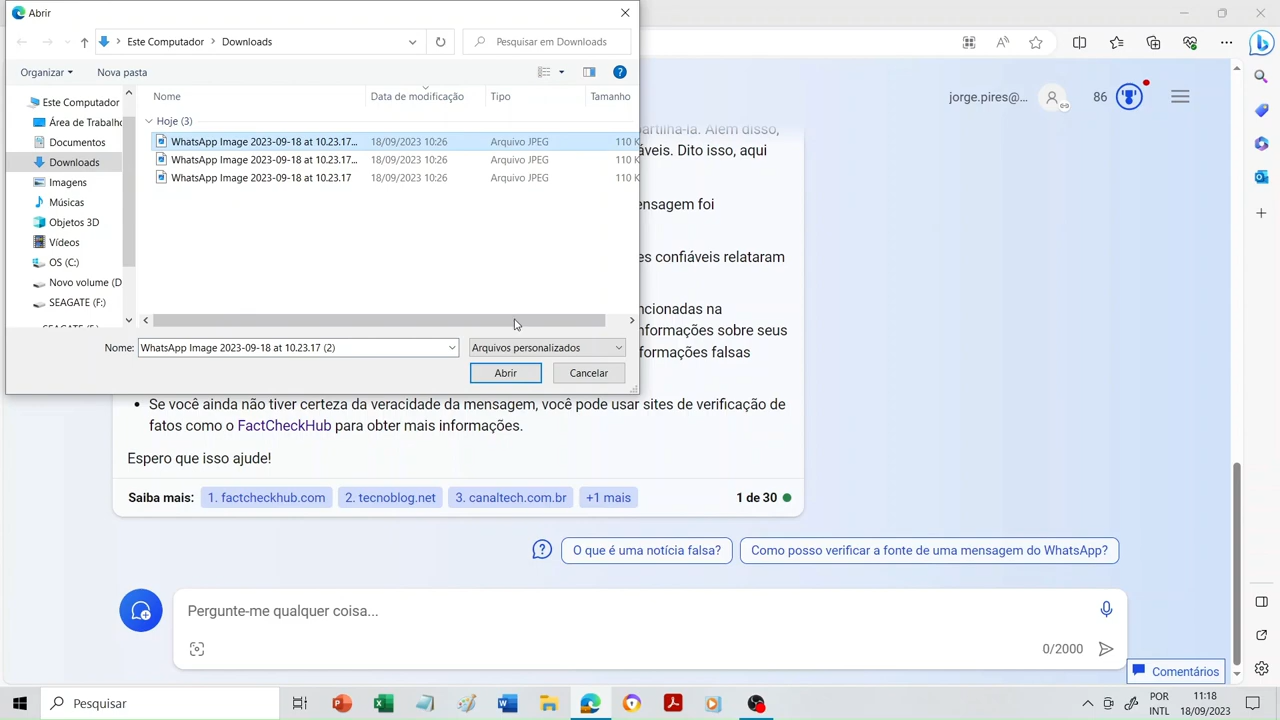 Abrir
Este Computador > Downloads
Pesquisar em Downloads
Organizar
Nova pasta
Este Computador
Área de Trabalho
Documentos
Downloads
Imagens
Músicas
Objetos 3D
Vídeos
OS (C:)
Novo volume (D
SEAGATE (F:)
Nome Data de modificação Tipo Tamanho
Hoje (3)
WhatsApp Image 2023-09-18 at 10.23.17... 18/09/2023 10:26 Arquivo JPEG 110 K
WhatsApp Image 2023-09-18 at 10.23.17... 18/09/2023 10:26 Arquivo JPEG 110 K
WhatsApp Image 2023-09-18 at 10.23.17 18/09/2023 10:26 Arquivo JPEG 110 K
Nome: WhatsApp Image 2023-09-18 at 10.23.17 (2)
Arquivos personalizados
Abrir
Cancelar
jorge.pires@...
86
partilhá-la. Além disso,
veis. Dito isso, aqui
nsagem foi
es confiáveis relataram
ncionadas na
nformações sobre seus
formações falsas
• Se você ainda não tiver certeza da veracidade da mensagem, você pode usar sites de verificação de
fatos como o FactCheckHub para obter mais informações.
Espero que isso ajude!
Saiba mais: 1. factcheckhub.com 2. tecnoblog.net 3. canaltech.com.br +1 mais 1 de 30
O que é uma notícia falsa?
Como posso verificar a fonte de uma mensagem do WhatsApp?
Pergunte-me qualquer coisa...
0/2000
Comentários
Pesquisar
POR
INTL
11:18
18/09/2023